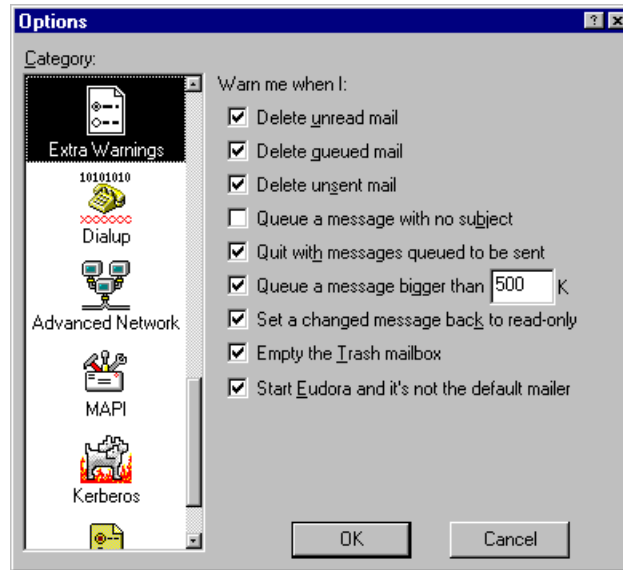 Options
Category:
Extra Warnings
10101010
Dialup
Advanced Network
MAPI
Kerberos
Warn me when I:
Delete unread mail
Delete queued mail
Delete unsent mail
Queue a message with no subject
Quit with messages queued to be sent
Queue a message bigger than 500 K
Set a changed message back to read-only
Empty the Trash mailbox
Start Eudora and it's not the default mailer
OK
Cancel